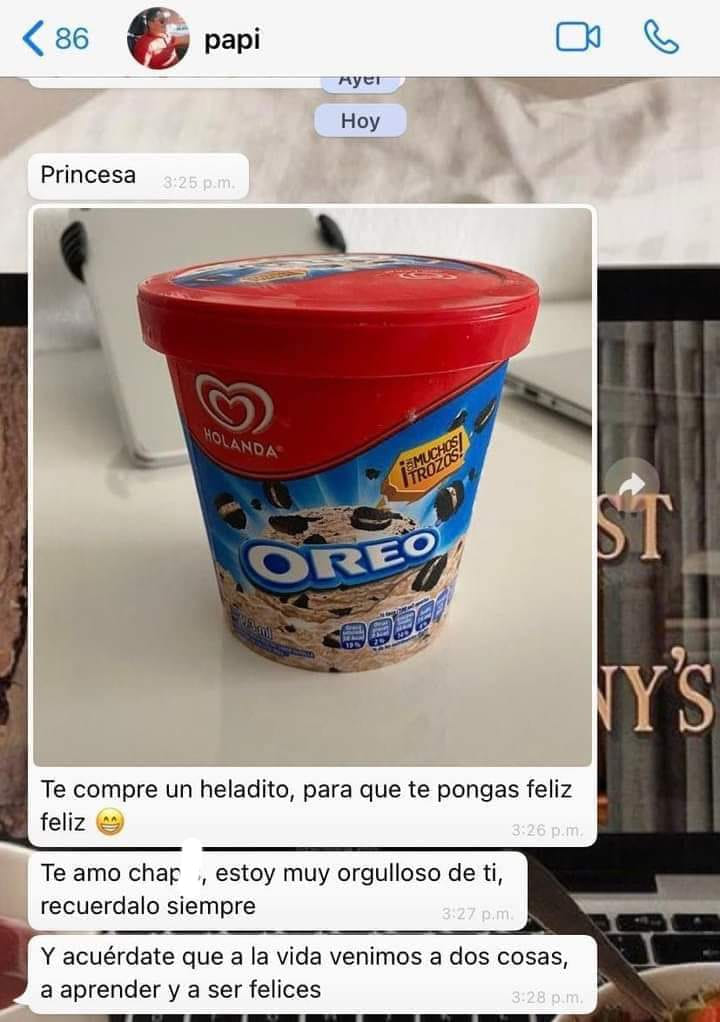 86
papi
Ayer
Hoy
Princesa
3:25 p.m.
HOLANDA
¡CON MUCHOS
TROZOS!
OREO
Te compre un heladito, para que te pongas feliz
feliz 😁
3:26 p.m.
Te amo chap , estoy muy orgulloso de ti,
recuerdalo siempre
3:27 p.m.
Y acuérdate que a la vida venimos a dos cosas,
a aprender y a ser felices
3:28 p.m.
ST
NY'S